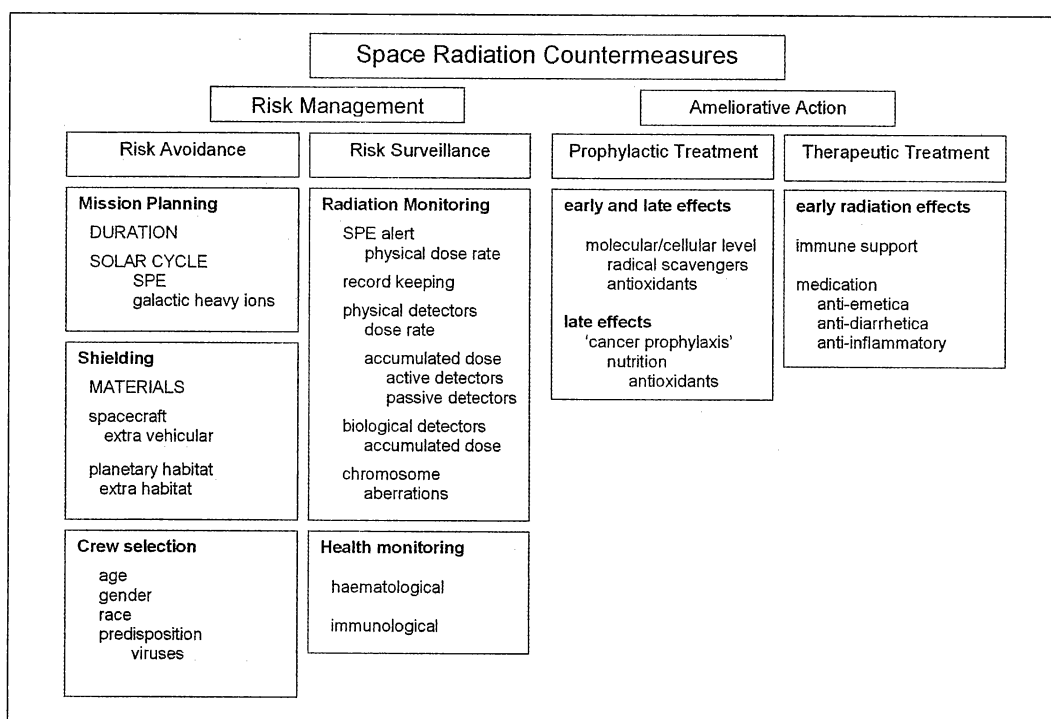 Space Radiation Countermeasures
Risk Management
Ameliorative Action
Risk Avoidance
Risk Surveillance
Prophylactic Treatment
Therapeutic Treatment
Mission Planning
DURATION
SOLAR CYCLE
SPE
galactic heavy ions
Shielding
MATERIALS
spacecraft
extra vehicular
planetary habitat
extra habitat
Crew selection
age
gender
race
predisposition
viruses
Radiation Monitoring
SPE alert
physical dose rate
record keeping
physical detectors
dose rate
accumulated dose
active detectors
passive detectors
biological detectors
accumulated dose
chromosome
aberrations
Health monitoring
haematological
immunological
early and late effects
molecular/cellular level
radical scavengers
antioxidants
late effects
'cancer prophylaxis'
nutrition
antioxidants
early radiation effects
immune support
medication
anti-emetica
anti-diarrhetica
anti-inflammatory